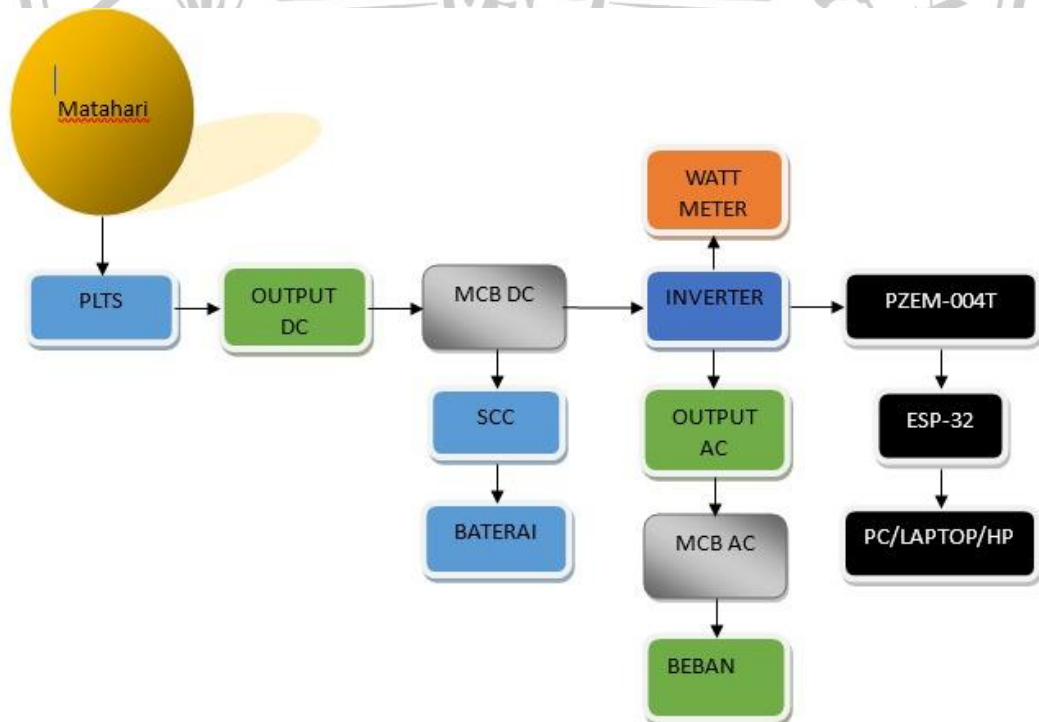 Matahari
WATT
METER
PLTS
OUTPUT
DC
MCB DC
INVERTER
PZEM-004T
SCC
OUTPUT
AC
ESP-32
BATERAI
MCB AC
PC/LAPTOP/HP
BEBAN